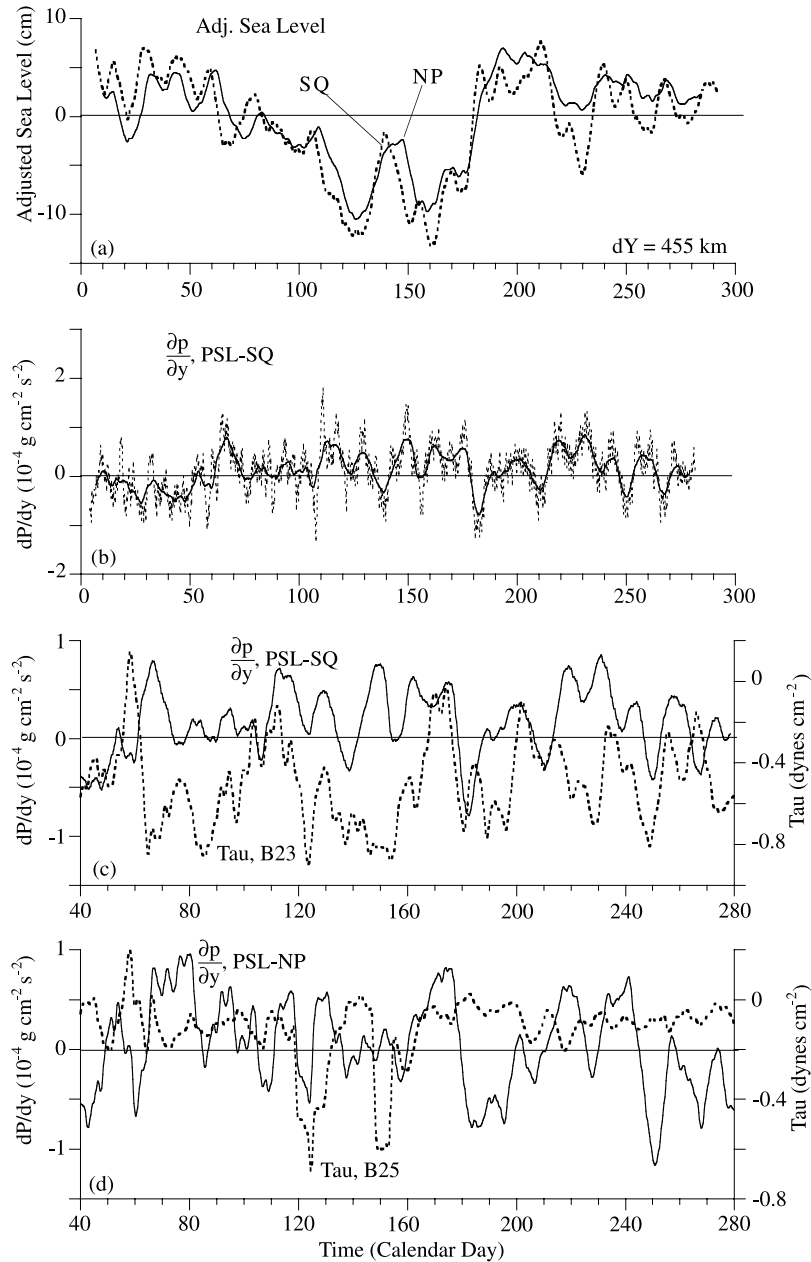 10
0
-10
Adjusted Sea Level (cm)
Adj. Sea Level
SQ
NP
(a)
dY = 455 km
0 50 100 150 200 250 300
2
0
-2
dP/dy (10⁻⁴ g cm⁻² s⁻²)
∂p/∂y, PSL-SQ
(b)
0 50 100 150 200 250 300
1
0
-1
dP/dy (10⁻⁴ g cm⁻² s⁻²)
∂p/∂y, PSL-SQ
Tau, B23
(c)
0
-0.4
-0.8
Tau (dynes cm⁻²)
40 80 120 160 200 240 280
1
0
-1
dP/dy (10⁻⁴ g cm⁻² s⁻²)
∂p/∂y, PSL-NP
Tau, B25
(d)
0
-0.4
-0.8
Tau (dynes cm⁻²)
40 80 120 160 200 240 280
Time (Calendar Day)